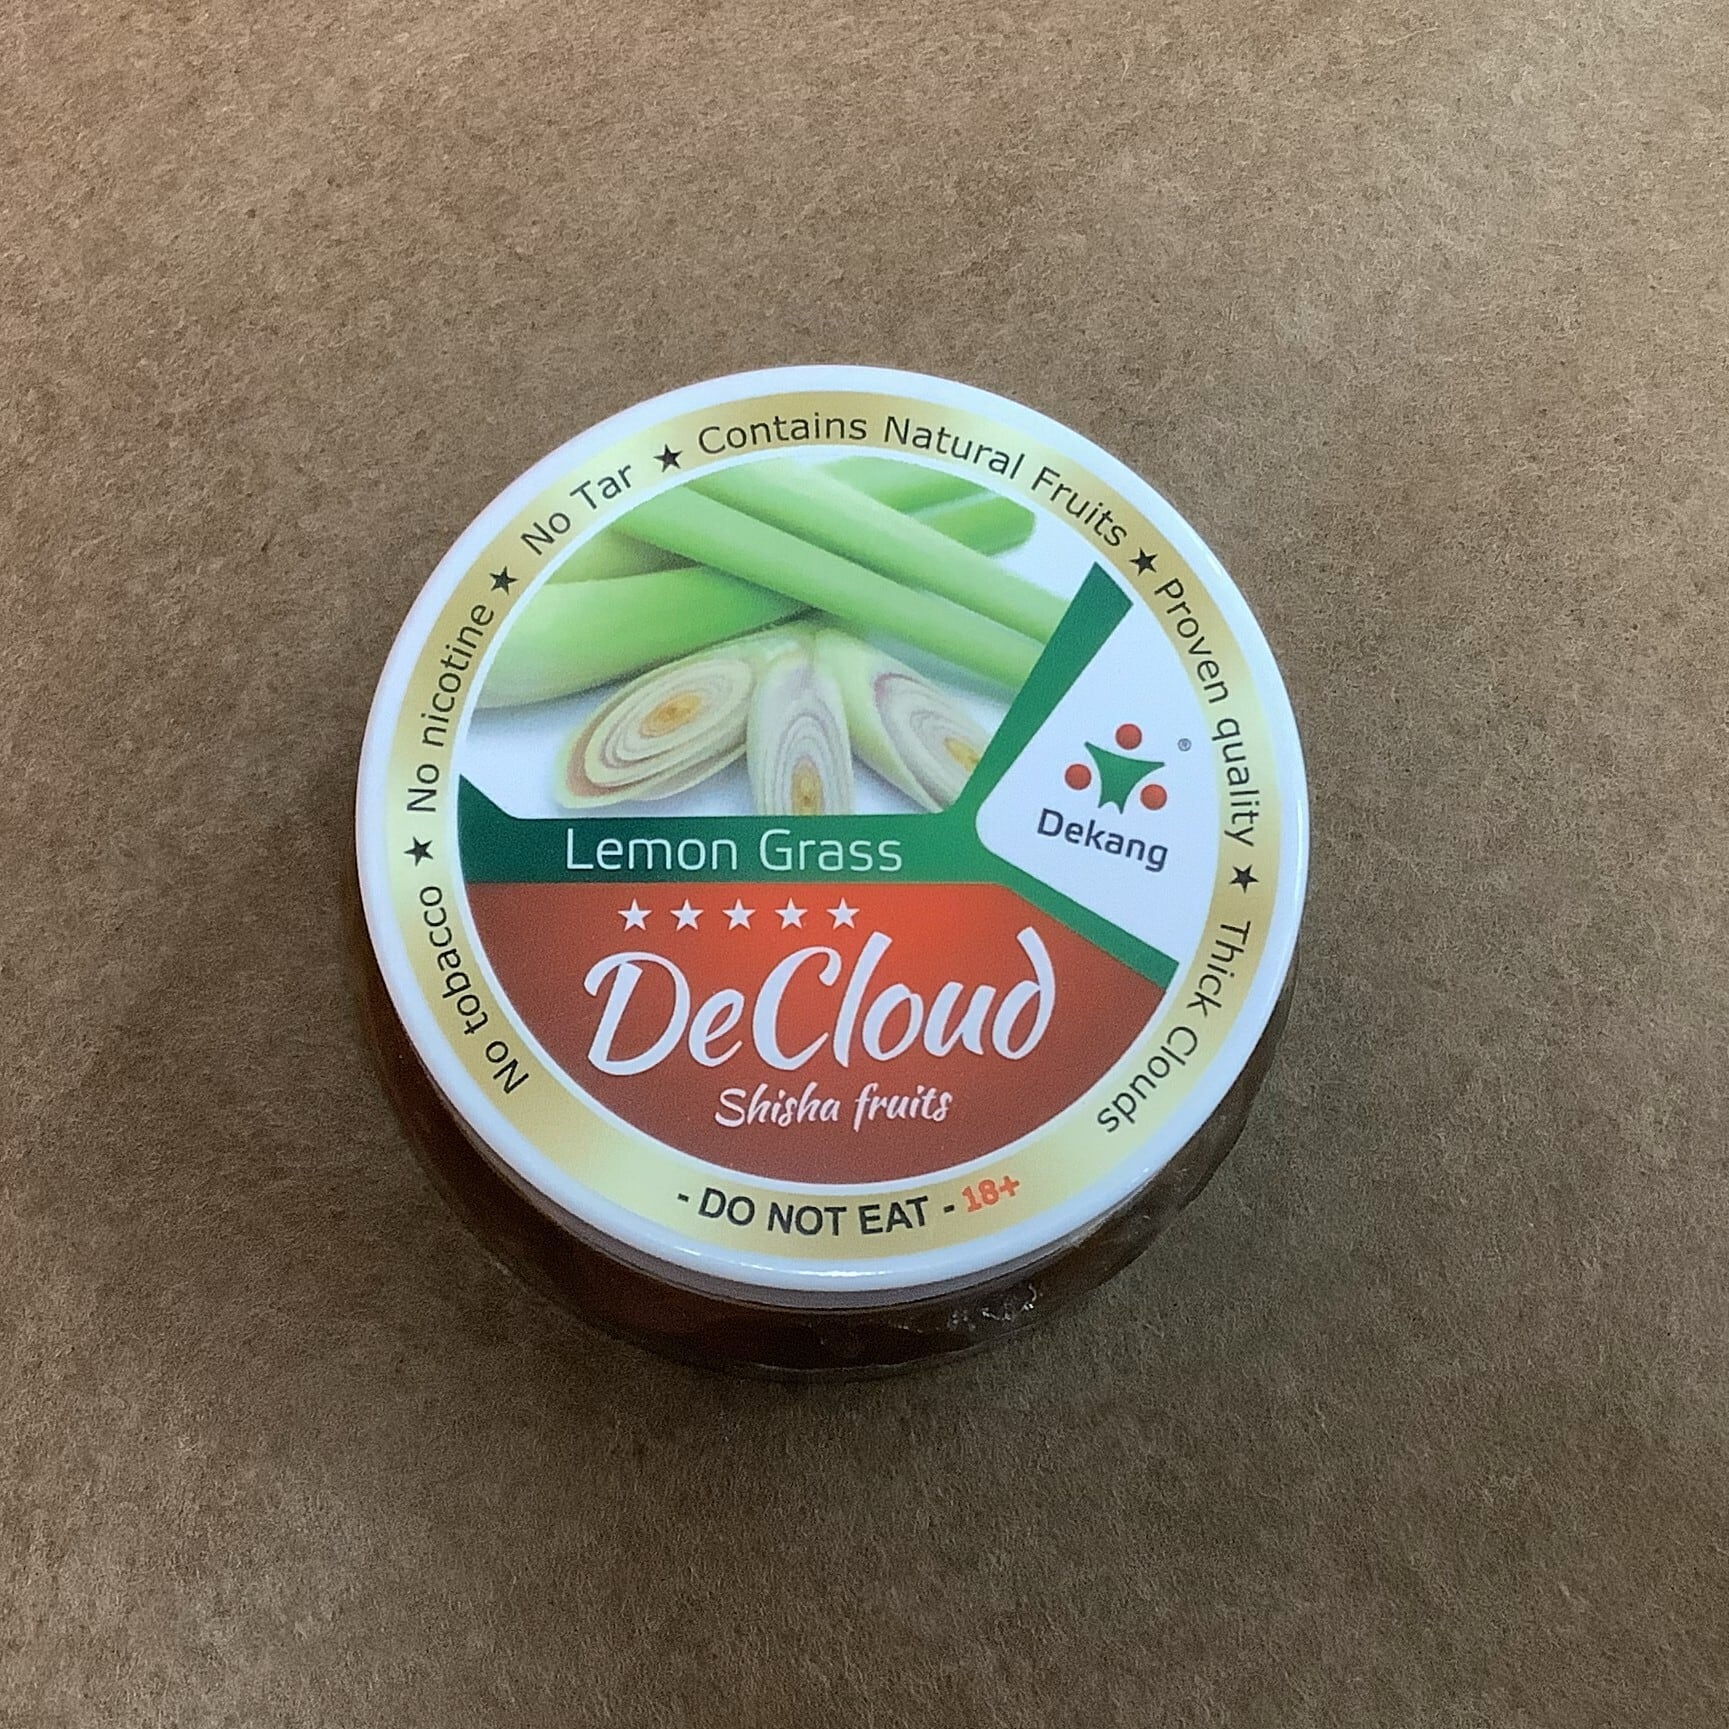 No tobacco ★ No nicotine ★ No Tar ★ Contains Natural Fruits ★ Proven quality ★ Thick Clouds
Dekang
®
Lemon Grass
DeCloud
Shisha fruits
- DO NOT EAT - 18+